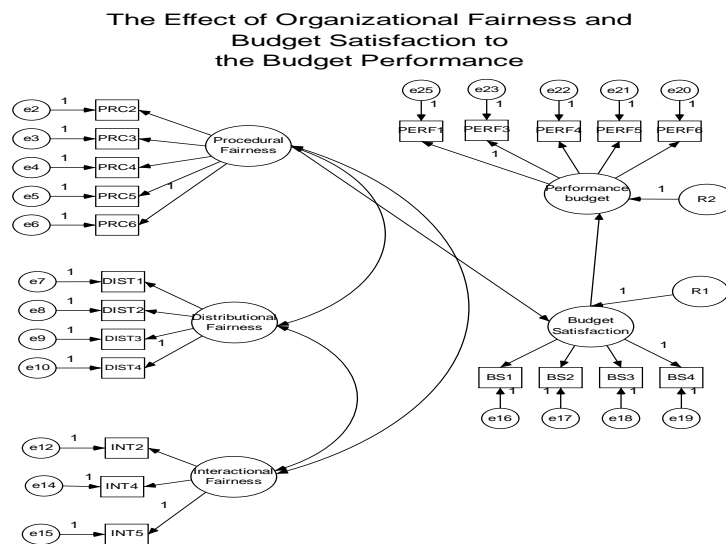 The Effect of Organizational Fairness and
Budget Satisfaction to
the Budget Performance
e25 e23 e22 e21 e20
1 1 1 1 1
PERF1 PERF3 PERF4 PERF5 PERF6
1
Performance
budget
1
R2
e2 1 PRC2
e3 1 PRC3
e4 1 PRC4
e5 1 PRC5
e6 1 PRC6
1
Procedural
Fairness
e7 1 DIST1
e8 1 DIST2
e9 1 DIST3
e10 1 DIST4
1
Distributional
Fairness
1
R1
Budget
Satisfaction
1
BS1 BS2 BS3 BS4
1 1 1 1
e16 e17 e18 e19
e12 1 INT2
e14 1 INT4
e15 1 INT5
1
Interactional
Fairness